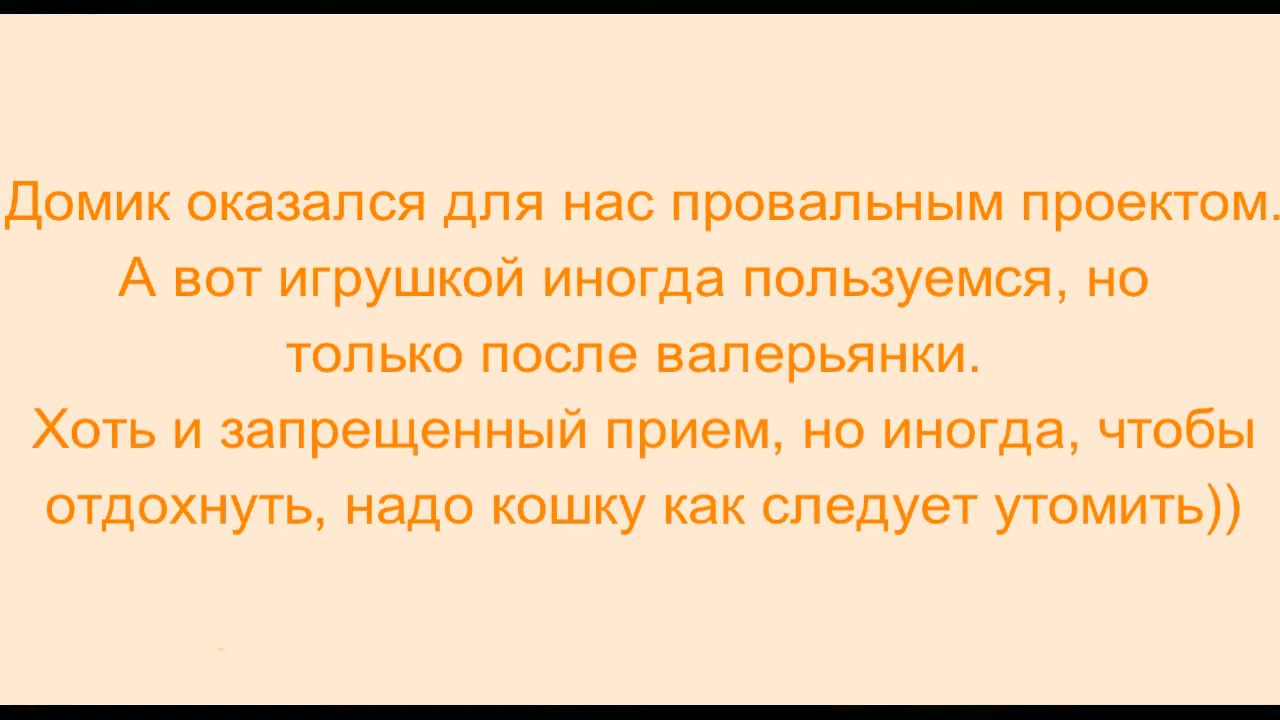 Домик оказался для нас провальным проектом.
А вот игрушкой иногда пользуемся, но
только после валерьянки.
Хоть и запрещенный прием, но иногда, чтобы
отдохнуть, надо кошку как следует утомить))